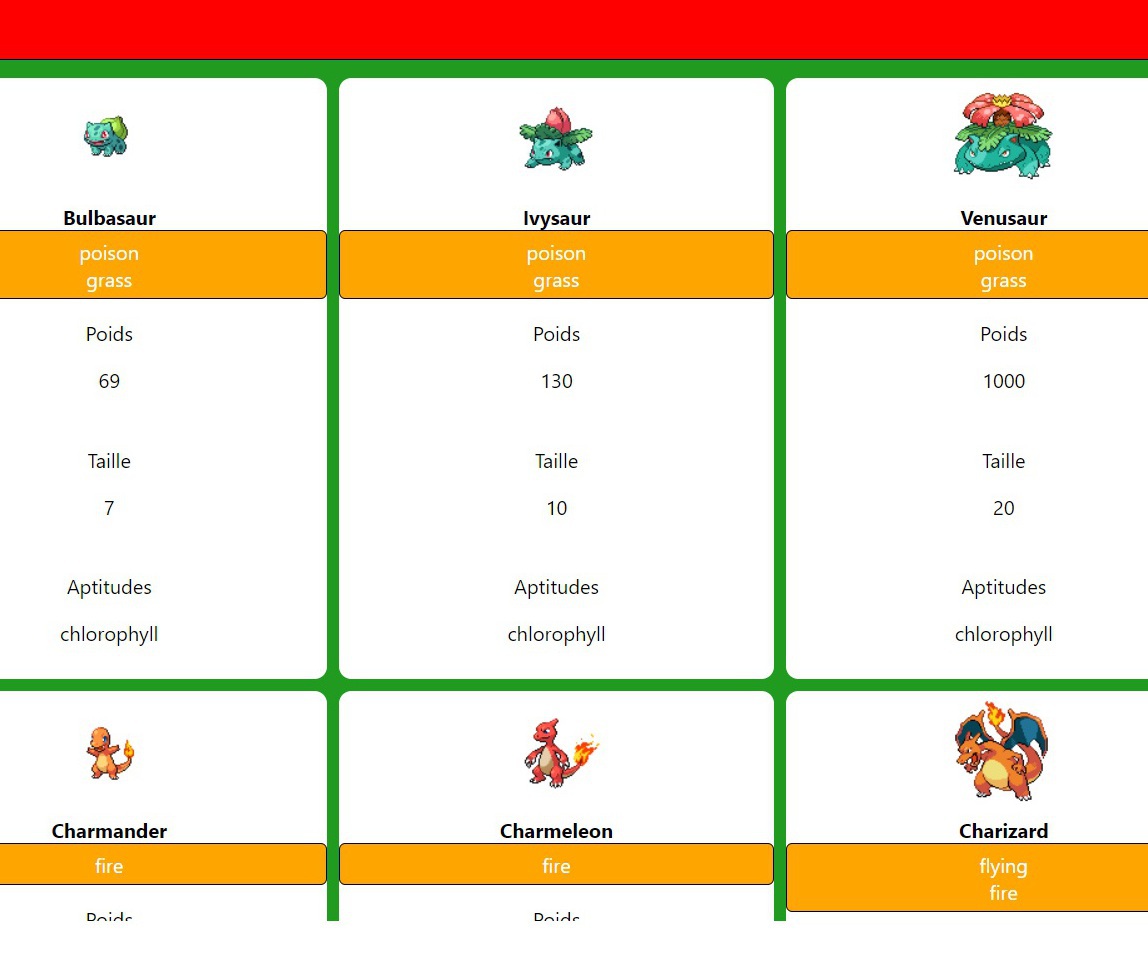 Bulbasaur
poison
grass
Poids
69
Taille
7
Aptitudes
chlorophyll
Ivysaur
poison
grass
Poids
130
Taille
10
Aptitudes
chlorophyll
Venusaur
poison
grass
Poids
1000
Taille
20
Aptitudes
chlorophyll
Charmander
fire
Poids
Charmeleon
fire
Poids
Charizard
flying
fire